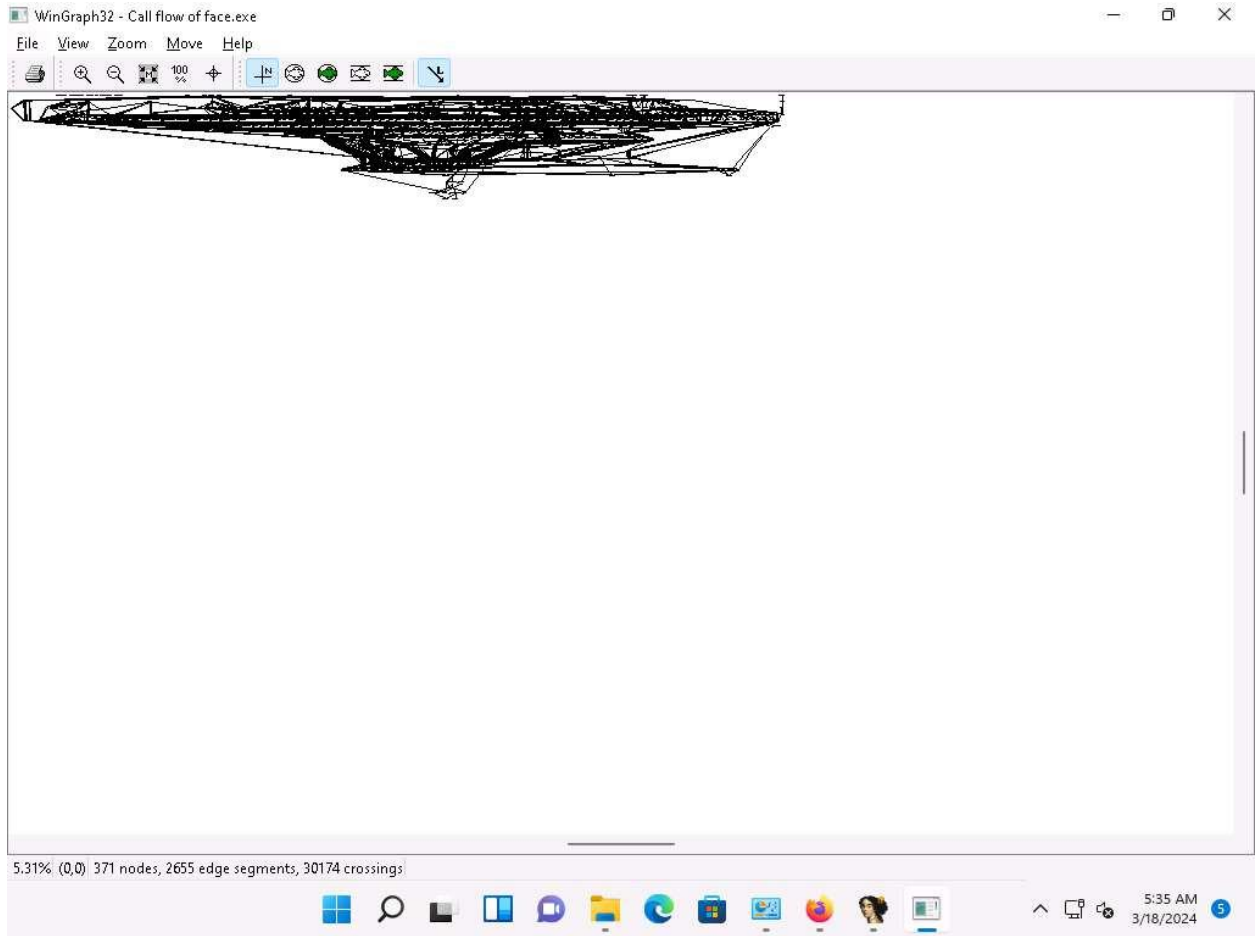 WinGraph32 - Call flow of face.exe
File View Zoom Move Help
100
%
N
5.31% (0,0) 371 nodes, 2655 edge segments, 30174 crossings
5:35 AM
3/18/2024
5